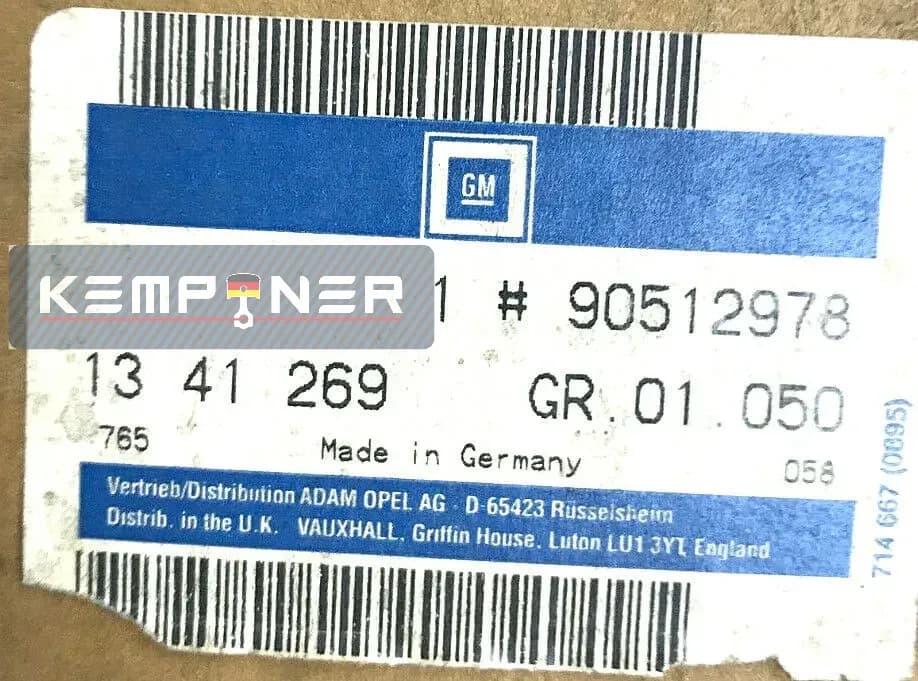 GM
KEMPINER
1 # 90512978
13 41 269 GR.01.050
765 Made in Germany 058
Vertrieb/Distribution ADAM OPEL AG · D-65423 Rüsselsheim
Distrib. in the U.K. VAUXHALL. Griffin House. Luton LU1 3YT, England
714 667 (0895)